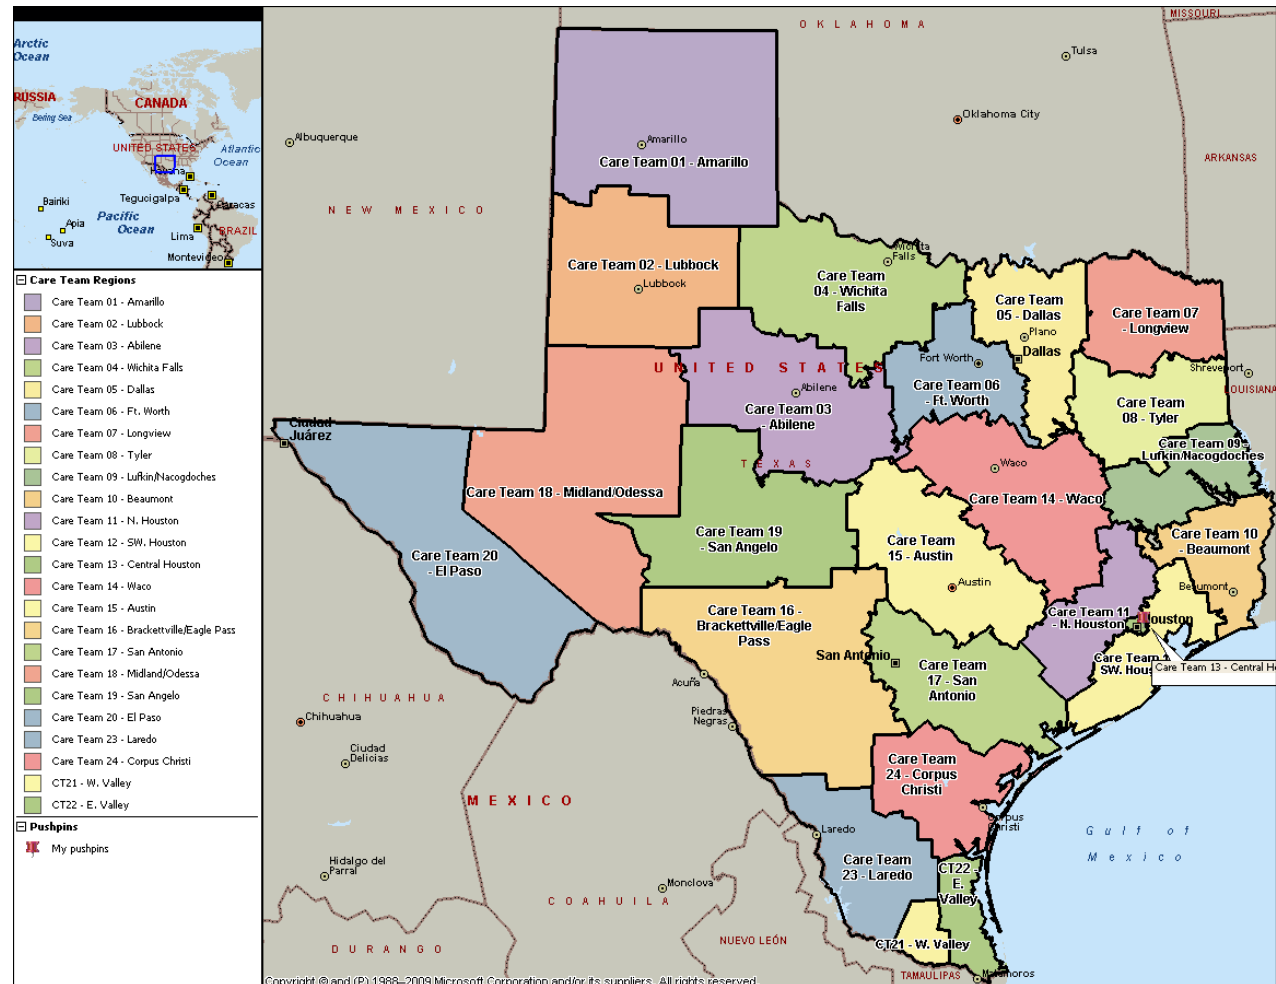 Arctic
Ocean
RUSSIA
Bering Sea
CANADA
UNITED STATES
Atlantic
Ocean
Havana
Tegucigalpa
Caracas
Bairiki
Pacific
Ocean
Apia
Suva
Lima
BRAZIL
Montevideo
Care Team Regions
Care Team 01 - Amarillo
Care Team 02 - Lubbock
Care Team 03 - Abilene
Care Team 04 - Wichita Falls
Care Team 05 - Dallas
Care Team 06 - Ft. Worth
Care Team 07 - Longview
Care Team 08 - Tyler
Care Team 09 - Lufkin/Nacogdoches
Care Team 10 - Beaumont
Care Team 11 - N. Houston
Care Team 12 - SW. Houston
Care Team 13 - Central Houston
Care Team 14 - Waco
Care Team 15 - Austin
Care Team 16 - Brackettville/Eagle Pass
Care Team 17 - San Antonio
Care Team 18 - Midland/Odessa
Care Team 19 - San Angelo
Care Team 20 - El Paso
Care Team 23 - Laredo
Care Team 24 - Corpus Christi
CT21 - W. Valley
CT22 - E. Valley
Pushpins
My pushpins
MISSOURI
OKLAHOMA
Tulsa
Oklahoma City
Albuquerque
Amarillo
Care Team 01 - Amarillo
ARKANSAS
NEW MEXICO
Wichita
Falls
Care Team 02 - Lubbock
Lubbock
Care Team
04 - Wichita
Falls
Care Team
05 - Dallas
Plano
Dallas
Care Team 07
- Longview
Fort Worth
Care Team 06
- Ft. Worth
Shreveport
LOUISIANA
UNITED STATES
Abilene
Care Team 03
- Abilene
Care Team
08 - Tyler
Ciudad
Juárez
Care Team 09 -
Lufkin/Nacogdoches
TEXAS
Waco
Care Team 18 - Midland/Odessa
Care Team 14 - Waco
Care Team 19
- San Angelo
Care Team
15 - Austin
Care Team 10
- Beaumont
Care Team 20
- El Paso
Austin
Beaumont
Care Team 16 -
Brackettville/Eagle
Pass
Care Team 11
- N. Houston
Houston
San Antonio
Care Team
17 - San
Antonio
Care Team
SW. Hous
Care Team 13 - Central H
Acuña
CHIHUAHUA
Chihuahua
Piedras
Negras
Ciudad
Delicias
Care Team
24 - Corpus
Christi
MEXICO
Corpus
Christi
Gulf of
Mexico
Laredo
Care Team
23 - Laredo
Hidalgo del
Parral
CT22 -
E.
Valley
Monclova
COAHUILA
DURANGO
NUEVO LEÓN
CT21 - W. Valley
TAMAULIPAS
Matamoros
Copyright © and (P) 1988–2009 Microsoft Corporation and/or its suppliers. All rights reserved.